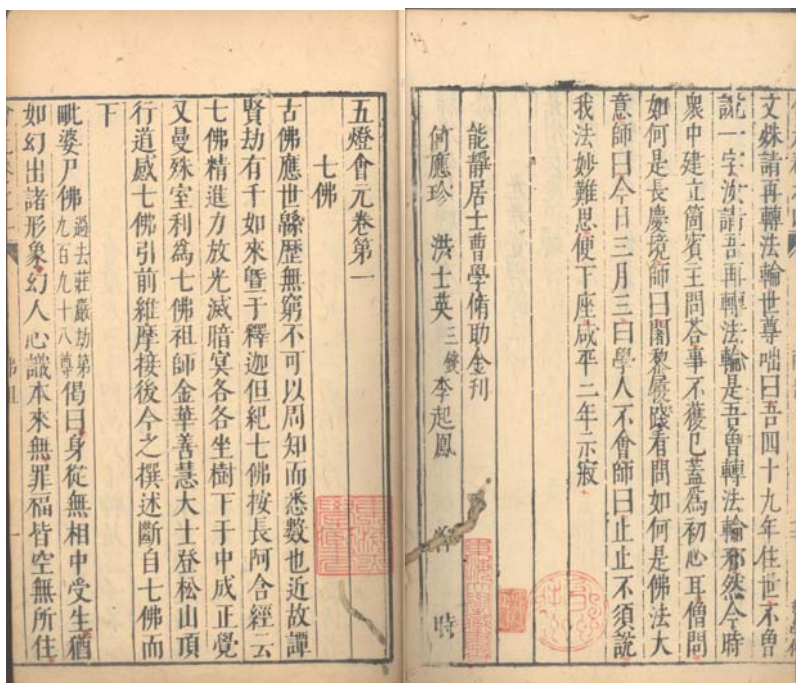 文殊請再轉法輪世尊咄曰吾四十九年住世不曾
說一字汝請吾再轉法輪是吾曾轉法輪邪然今時
衆中建立箇賓主問荅事不獲巳蓋爲初心耳僧問
如何是長慶境師曰闍黎履踐看問如何是佛法大
意師曰今日三月三曰學人不會師曰止止不須說
我法妙難思便下座咸平二年示寂
能靜居士曹學佺助金刊
何應珍 洪士英 三錢 李起鳳 時
五燈會元卷第一
七佛
古佛應世緜歷無窮不可以周知而悉數也近故譚
賢劫有千如來曁于釋迦但紀七佛按長阿含經云
七佛精進力放光滅暗冥各各坐樹下于中成正覺
又曼殊室利爲七佛祖師金華善慧大士登松山頂
行道感七佛引前維摩接後今之撰述斷自七佛而
下
毗婆尸佛 過去莊嚴劫第九百九十八尊 偈曰身從無相中受生猶
如幻出諸形象幻人心識本來無罪福皆空無所住